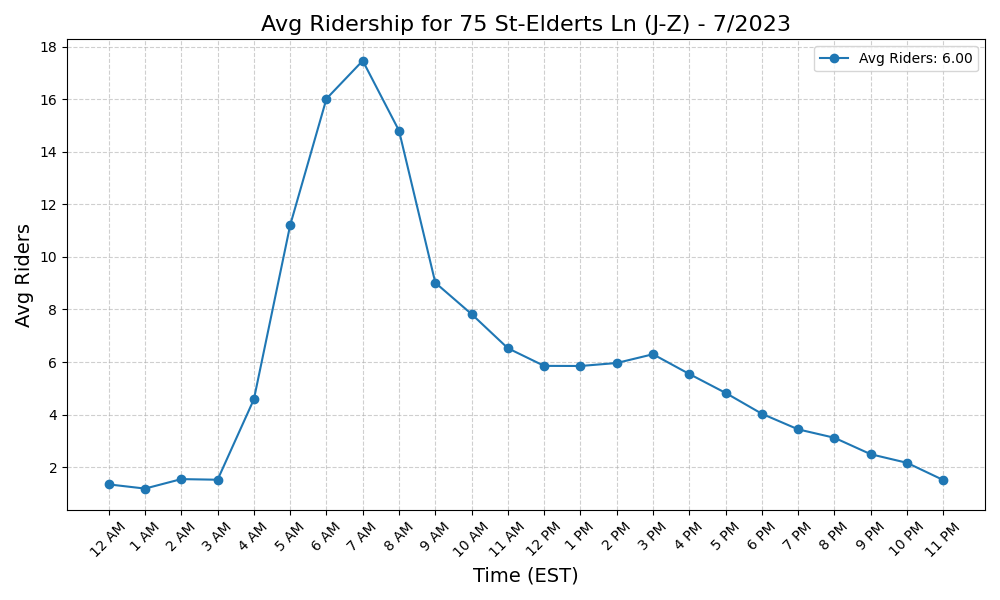 Avg Ridership for 75 St-Elderts Ln (J-Z) - 7/2023
Avg Riders: 6.00
Avg Riders
18
16
14
12
10
8
6
4
2
12 AM
1 AM
2 AM
3 AM
4 AM
5 AM
6 AM
7 AM
8 AM
9 AM
10 AM
11 AM
12 PM
1 PM
2 PM
3 PM
4 PM
5 PM
6 PM
7 PM
8 PM
9 PM
10 PM
11 PM
Time (EST)